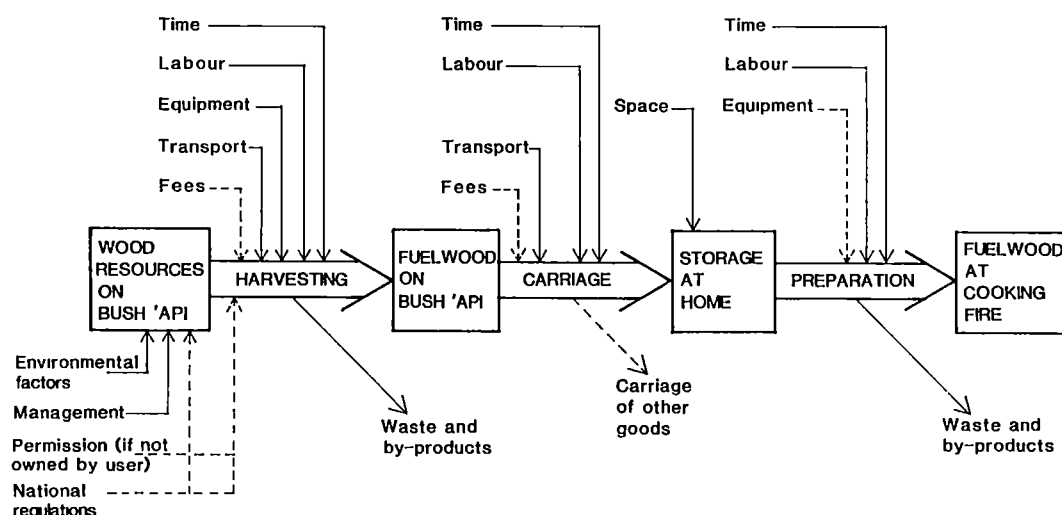 Time
Labour
Equipment
Transport
Fees
Time
Labour
Transport
Fees
Space
Time
Labour
Equipment
WOOD
RESOURCES
ON
BUSH 'API
HARVESTING
FUELWOOD
ON
BUSH 'API
CARRIAGE
STORAGE
AT
HOME
PREPARATION
FUELWOOD
AT
COOKING
FIRE
Environmental
factors
Management
Permission (if not
owned by user)
National
regulations
Waste and
by-products
Carriage
of other
goods
Waste and
by-products